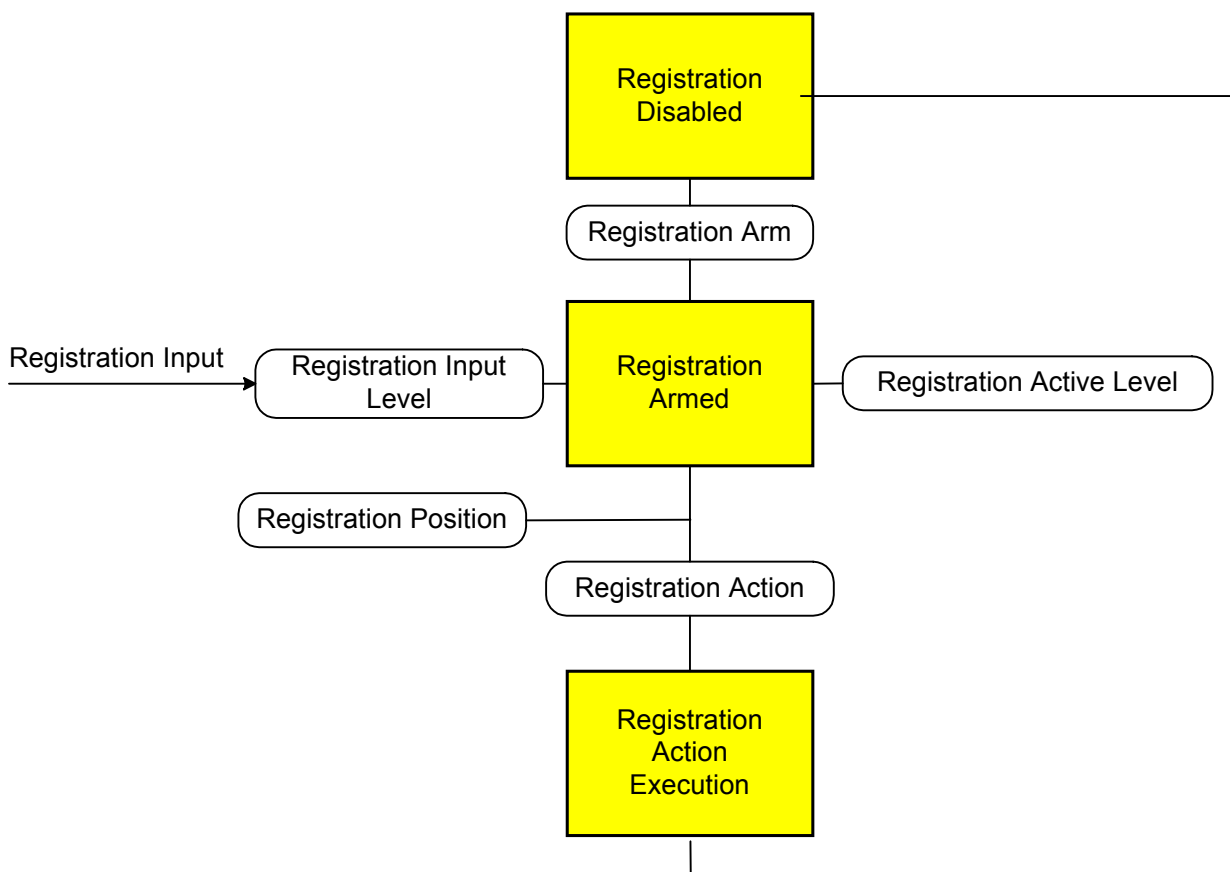 Registration
Disabled
Registration Arm
Registration Input
Registration Input
Level
Registration
Armed
Registration Active Level
Registration Position
Registration Action
Registration
Action
Execution